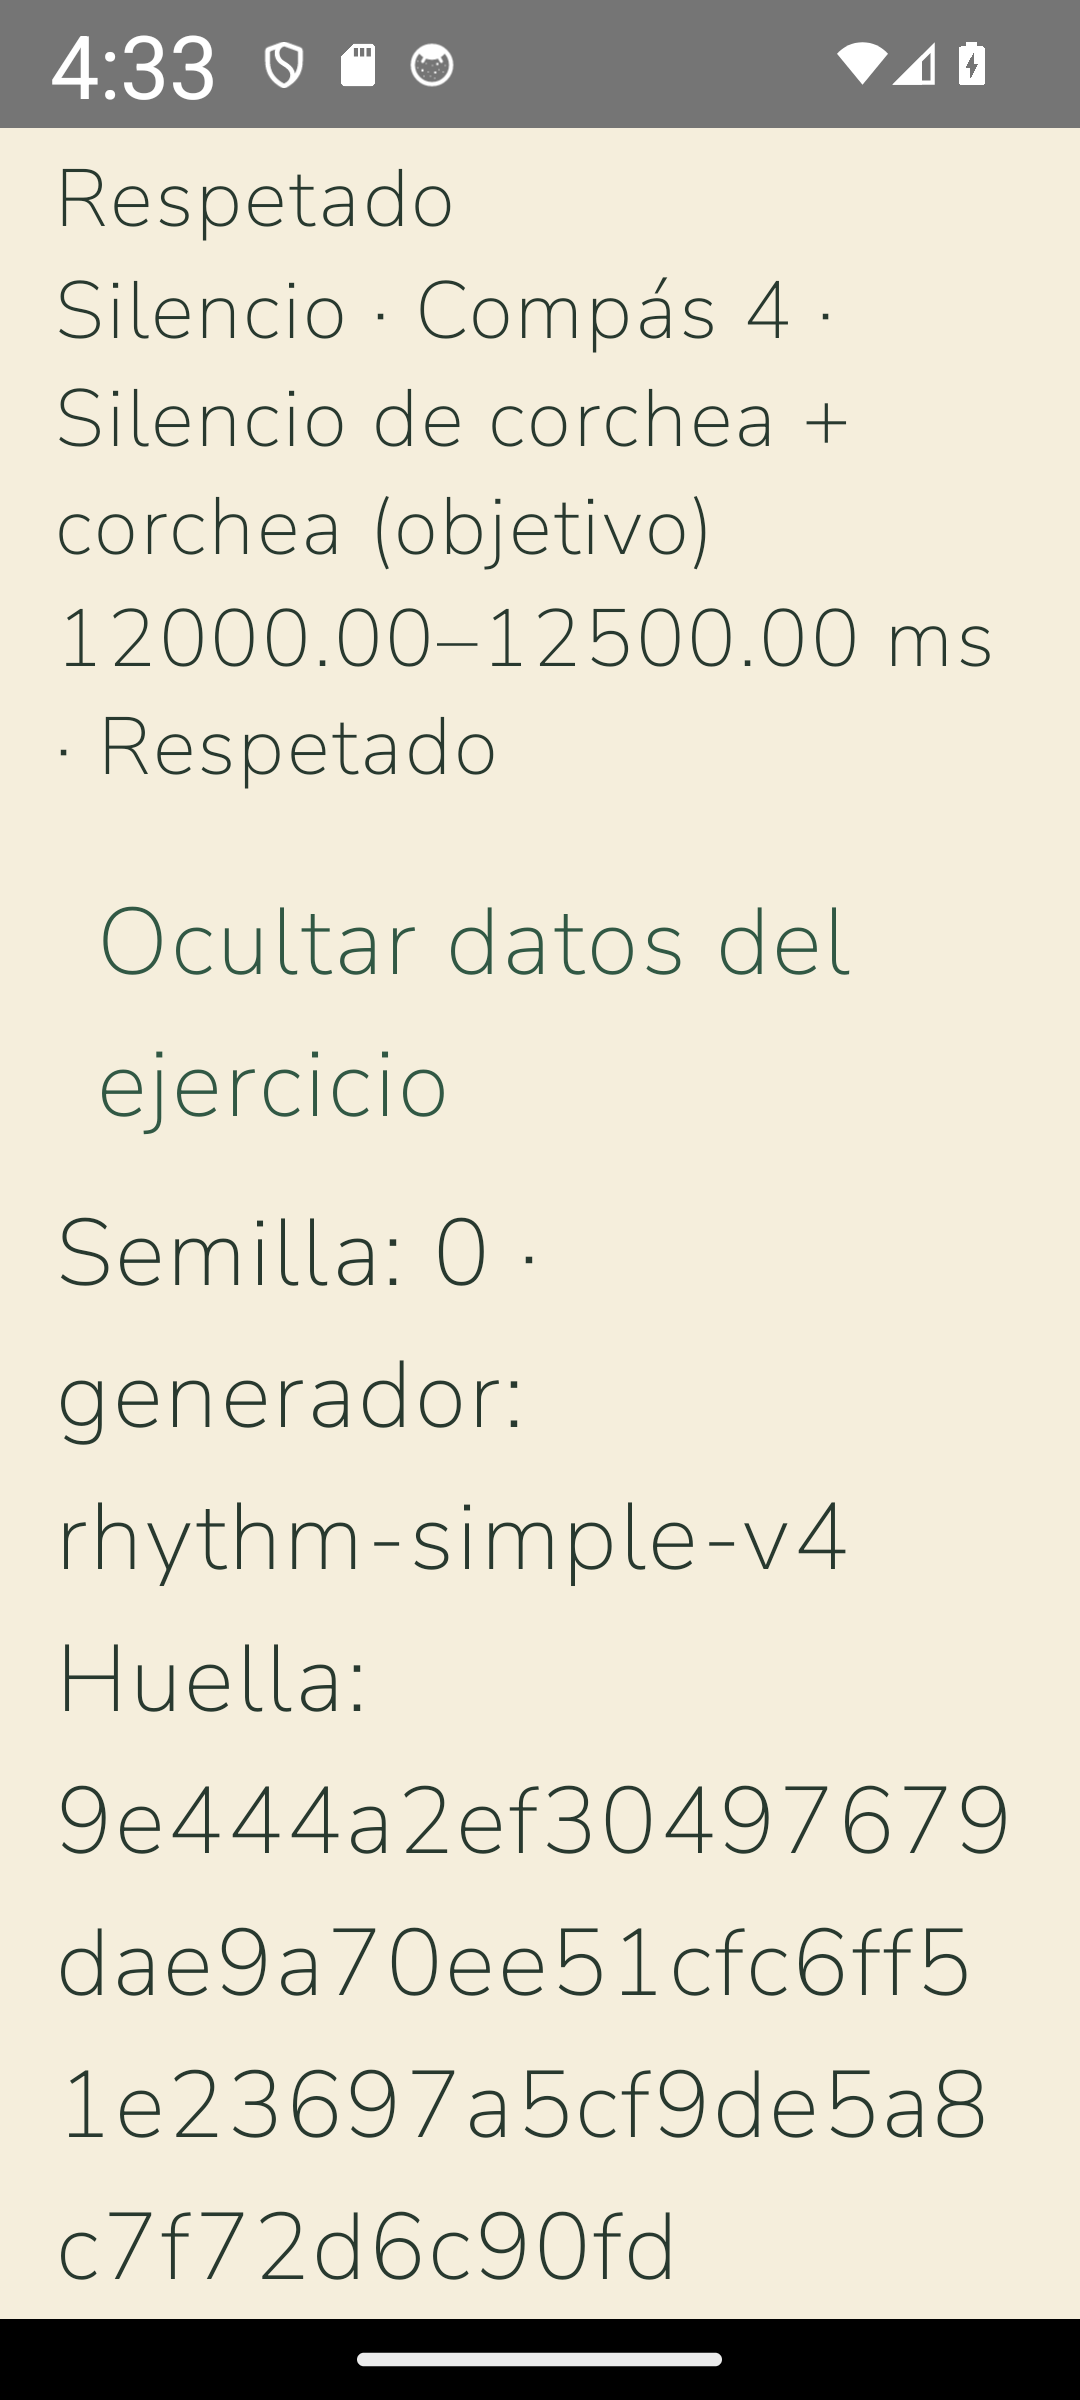 4:33
Respetado
Silencio · Compás 4 ·
Silencio de corchea +
corchea (objetivo)
12000.00–12500.00 ms
· Respetado
Ocultar datos del
ejercicio
Semilla: 0 ·
generador:
rhythm-simple-v4
Huella:
9e444a2ef30497679
dae9a70ee51cfc6ff5
1e23697a5cf9de5a8
c7f72d6c90fd